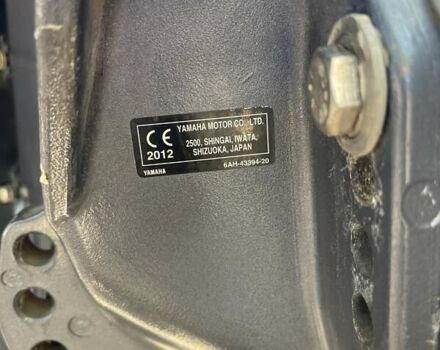 CE YAMAHA MOTOR CO.,LTD.
2012 2500, SHINGAI, IWATA,
SHIZUOKA, JAPAN
YAMAHA 6AH-43394-20